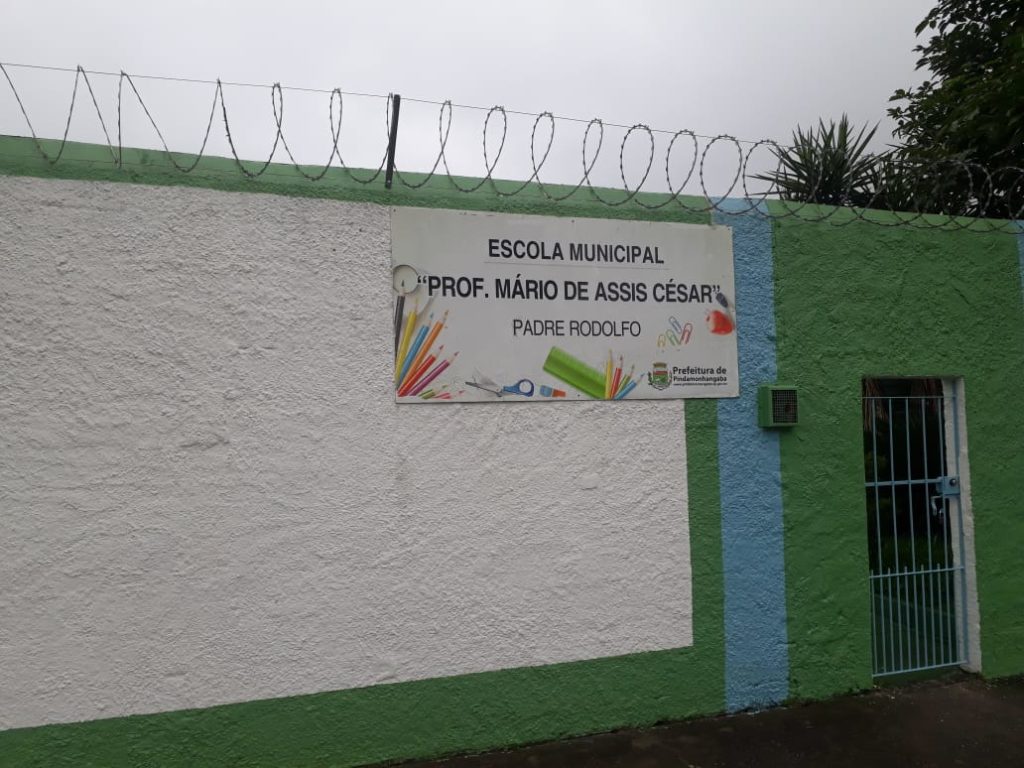 ESCOLA MUNICIPAL
“PROF. MÁRIO DE ASSIS CÉSAR”
PADRE RODOLFO
Prefeitura de
Pindamonhangaba